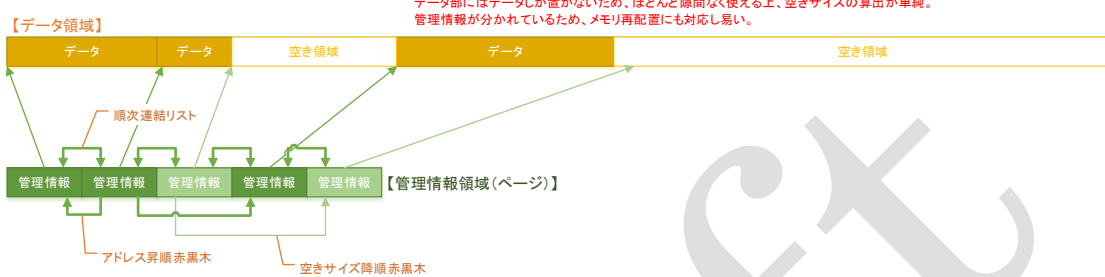 データ部にはデータしか置かないため、ほとんど隙間なく使える上、空きサイズの算出が単純。
管理情報が分かれているため、メモリ再配置にも対応し易い。
【データ領域】
データ データ 空き領域 データ 空き領域
順次連結リスト
管理情報 管理情報 管理情報 管理情報 管理情報 【管理情報領域（ページ）】
アドレス昇順赤黒木
空きサイズ降順赤黒木
ft